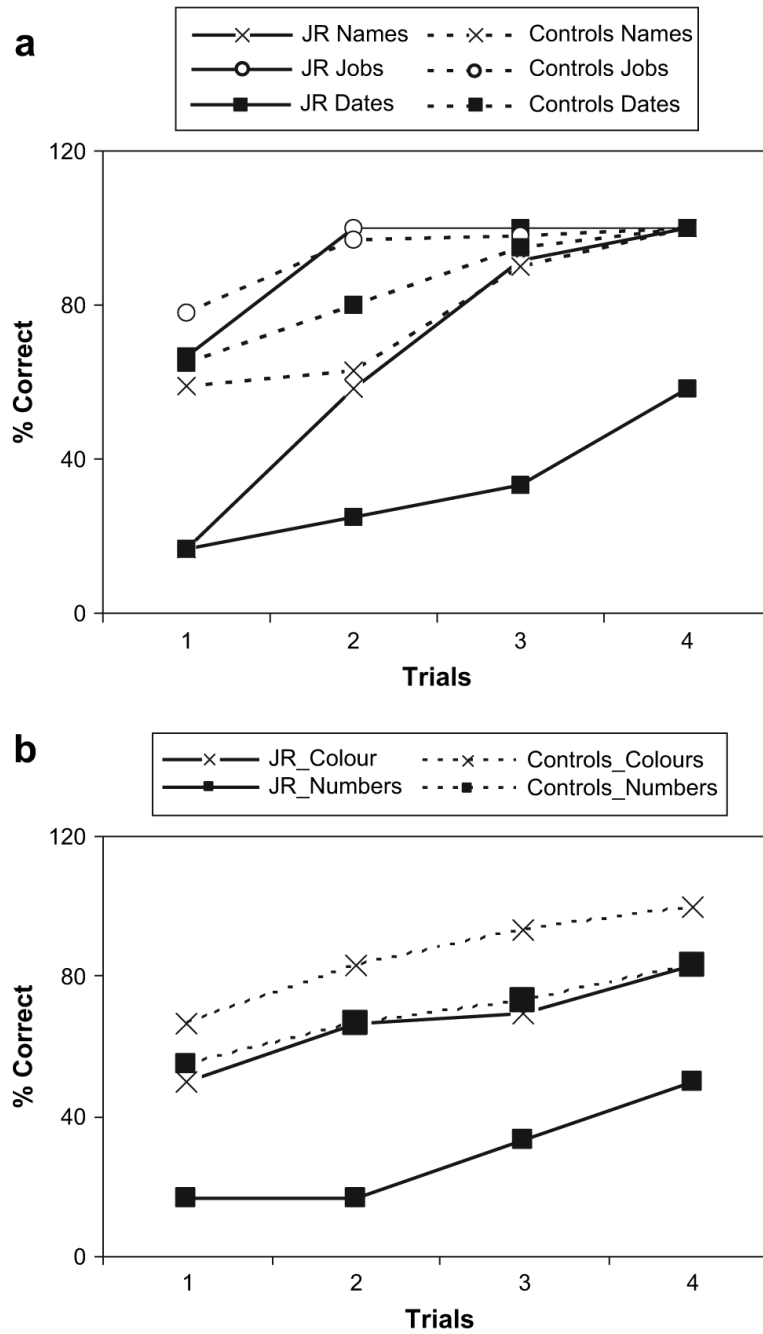 a
JR Names Controls Names
JR Jobs Controls Jobs
JR Dates Controls Dates
120
80
40
0
% Correct
1 2 3 4
Trials
b
JR_Colour Controls_Colours
JR_Numbers Controls_Numbers
120
80
40
0
% Correct
1 2 3 4
Trials